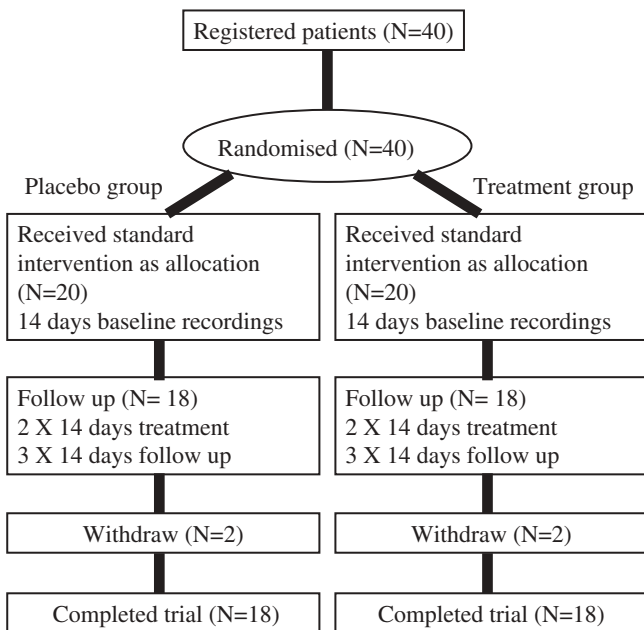 Registered patients (N=40)
Randomised (N=40)
Placebo group
Treatment group
Received standard
intervention as allocation
(N=20)
14 days baseline recordings
Received standard
intervention as allocation
(N=20)
14 days baseline recordings
Follow up (N= 18)
2 X 14 days treatment
3 X 14 days follow up
Follow up (N= 18)
2 X 14 days treatment
3 X 14 days follow up
Withdraw (N=2)
Withdraw (N=2)
Completed trial (N=18)
Completed trial (N=18)